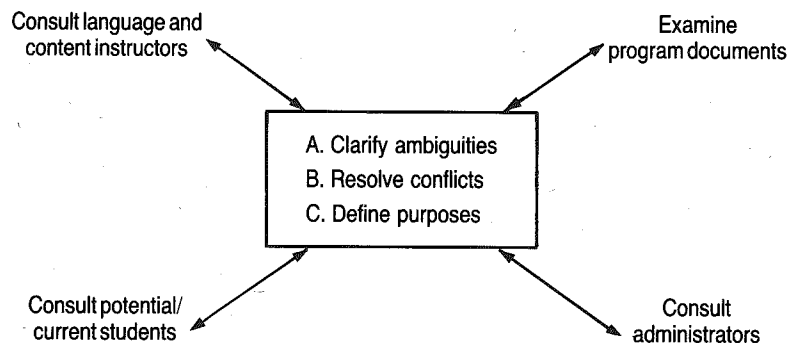 Consult language and
content instructors
Examine
program documents
A. Clarify ambiguities
B. Resolve conflicts
C. Define purposes
Consult potential/
current students
Consult
administrators